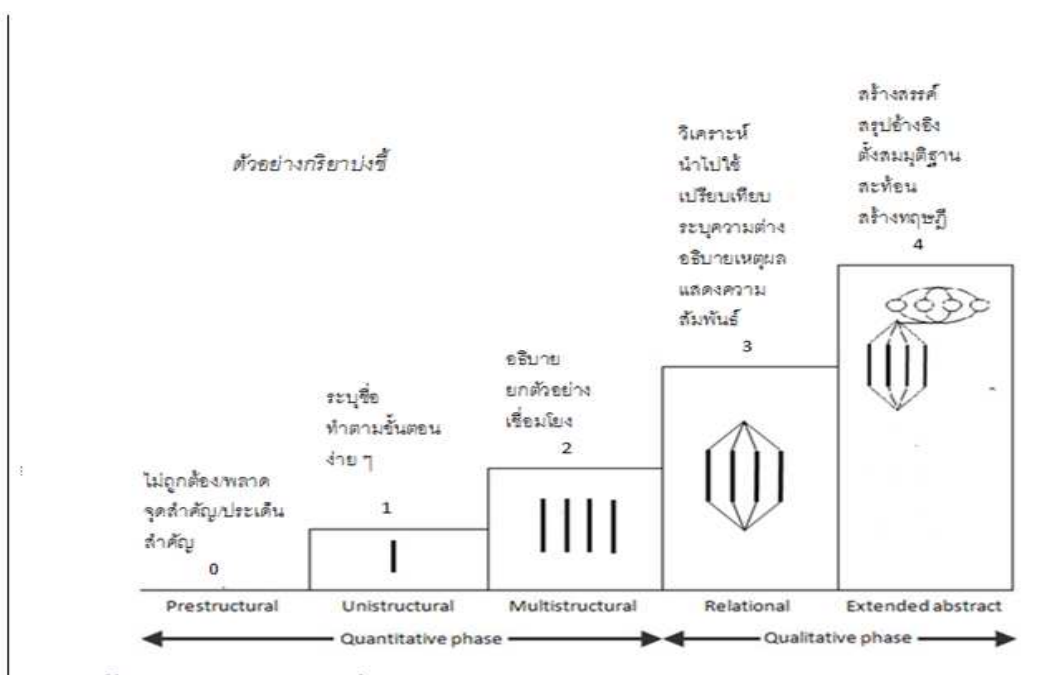 ตัวอย่างกริยาบ่งชี้
ไม่ถูกต้อง/พลาด
จุดสำคัญ/ประเด็น
สำคัญ
0
ระบุชื่อ
ทำตามขั้นตอน
ง่าย ๆ
1
อธิบาย
ยกตัวอย่าง
เชื่อมโยง
2
วิเคราะห์
นำไปใช้
เปรียบเทียบ
ระบุความต่าง
อธิบายเหตุผล
แสดงความ
สัมพันธ์
3
สร้างสรรค์
สรุปอ้างอิง
ตั้งสมมุติฐาน
สะท้อน
สร้างทฤษฎี
4
Prestructural
Unistructural
Multistructural
Relational
Extended abstract
Quantitative phase
Qualitative phase